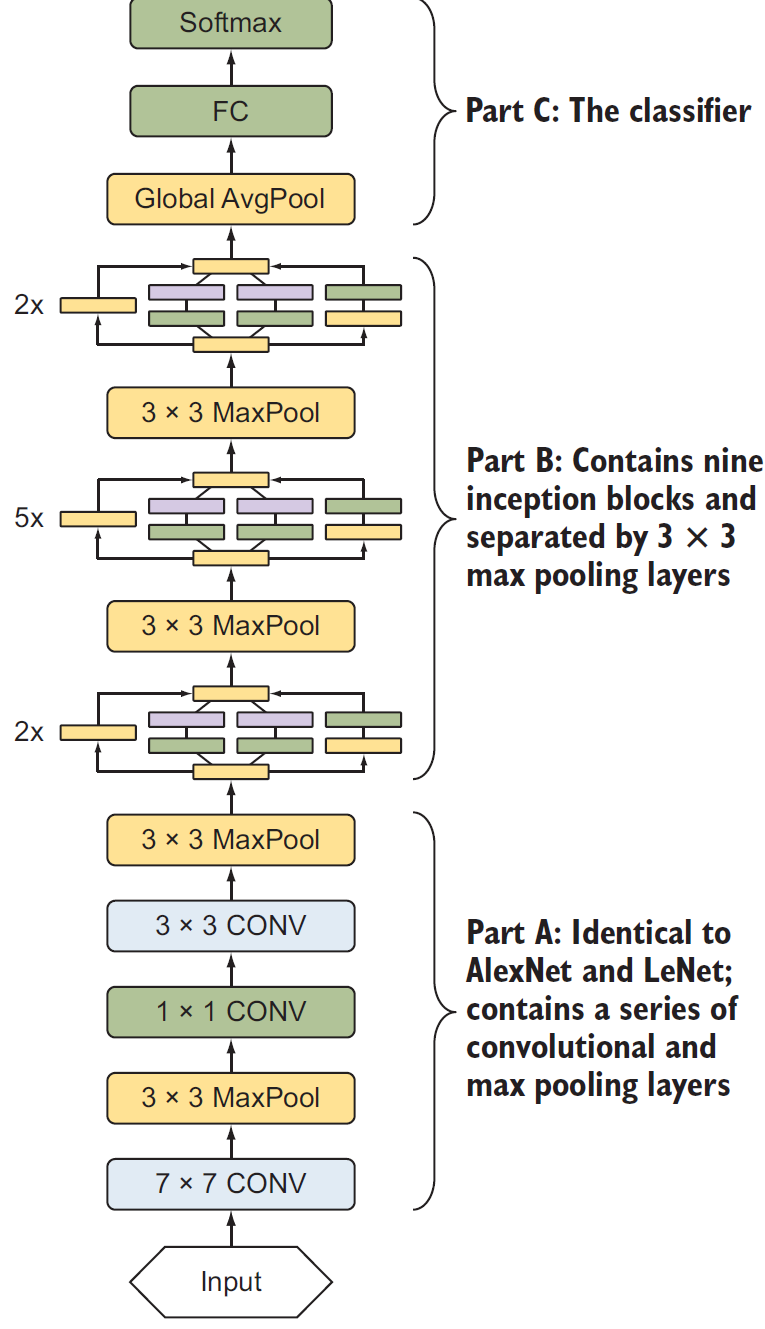 Softmax
FC
Global AvgPool
Part C: The classifier
2x
3 × 3 MaxPool
5x
3 × 3 MaxPool
2x
Part B: Contains nine
inception blocks and
separated by 3 × 3
max pooling layers
3 × 3 MaxPool
3 × 3 CONV
1 × 1 CONV
3 × 3 MaxPool
7 × 7 CONV
Part A: Identical to
AlexNet and LeNet;
contains a series of
convolutional and
max pooling layers
Input